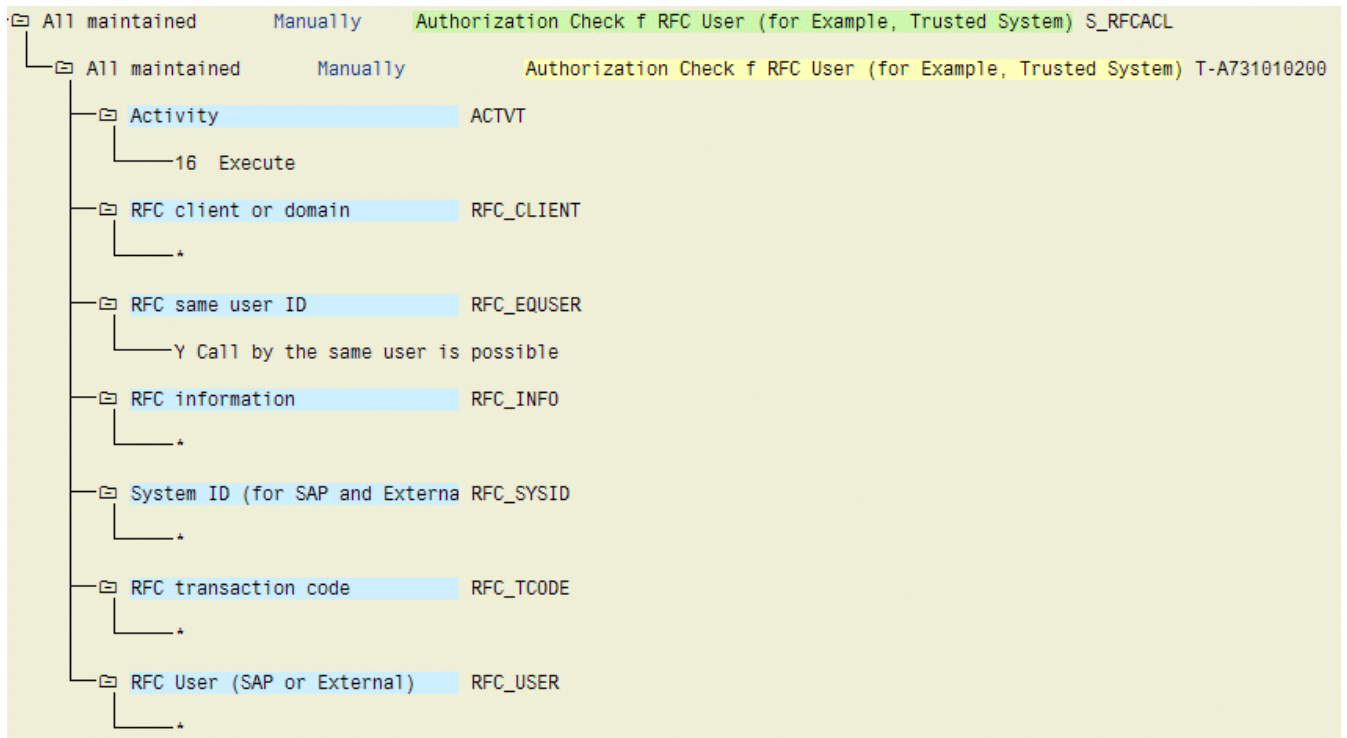 All maintained Manually Authorization Check f RFC User (for Example, Trusted System) S_RFCACL
All maintained Manually Authorization Check f RFC User (for Example, Trusted System) T-A731010200
Activity ACTVT
16 Execute
RFC client or domain RFC_CLIENT
*
RFC same user ID RFC_EQUSER
Y Call by the same user is possible
RFC information RFC_INFO
*
System ID (for SAP and Externa RFC_SYSID
*
RFC transaction code RFC_TCODE
*
RFC User (SAP or External) RFC_USER
*